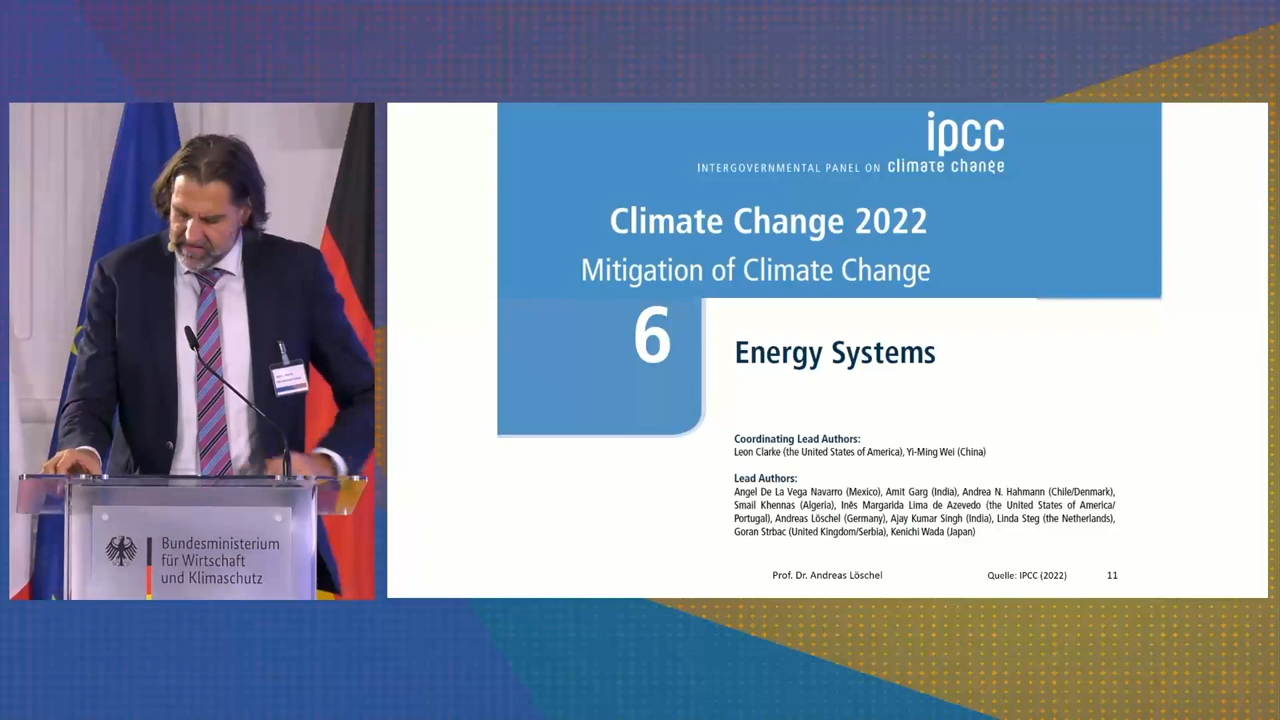 ipcc
INTERGOVERNMENTAL PANEL ON climate change
Climate Change 2022
Mitigation of Climate Change
6
Energy Systems
Coordinating Lead Authors:
Leon Clarke (the United States of America), Yi-Ming Wei (China)
Lead Authors:
Angel De La Vega Navarro (Mexico), Amit Garg (India), Andrea N. Hahmann (Chile/Denmark),
Smail Khennas (Algeria), Inês Margarida Lima de Azevedo (the United States of America/
Portugal), Andreas Löschel (Germany), Ajay Kumar Singh (India), Linda Steg (the Netherlands),
Goran Strbac (United Kingdom/Serbia), Kenichi Wada (Japan)
Prof. Dr. Andreas Löschel
Quelle: IPCC (2022)
11
Bundesministerium
für Wirtschaft
und Klimaschutz